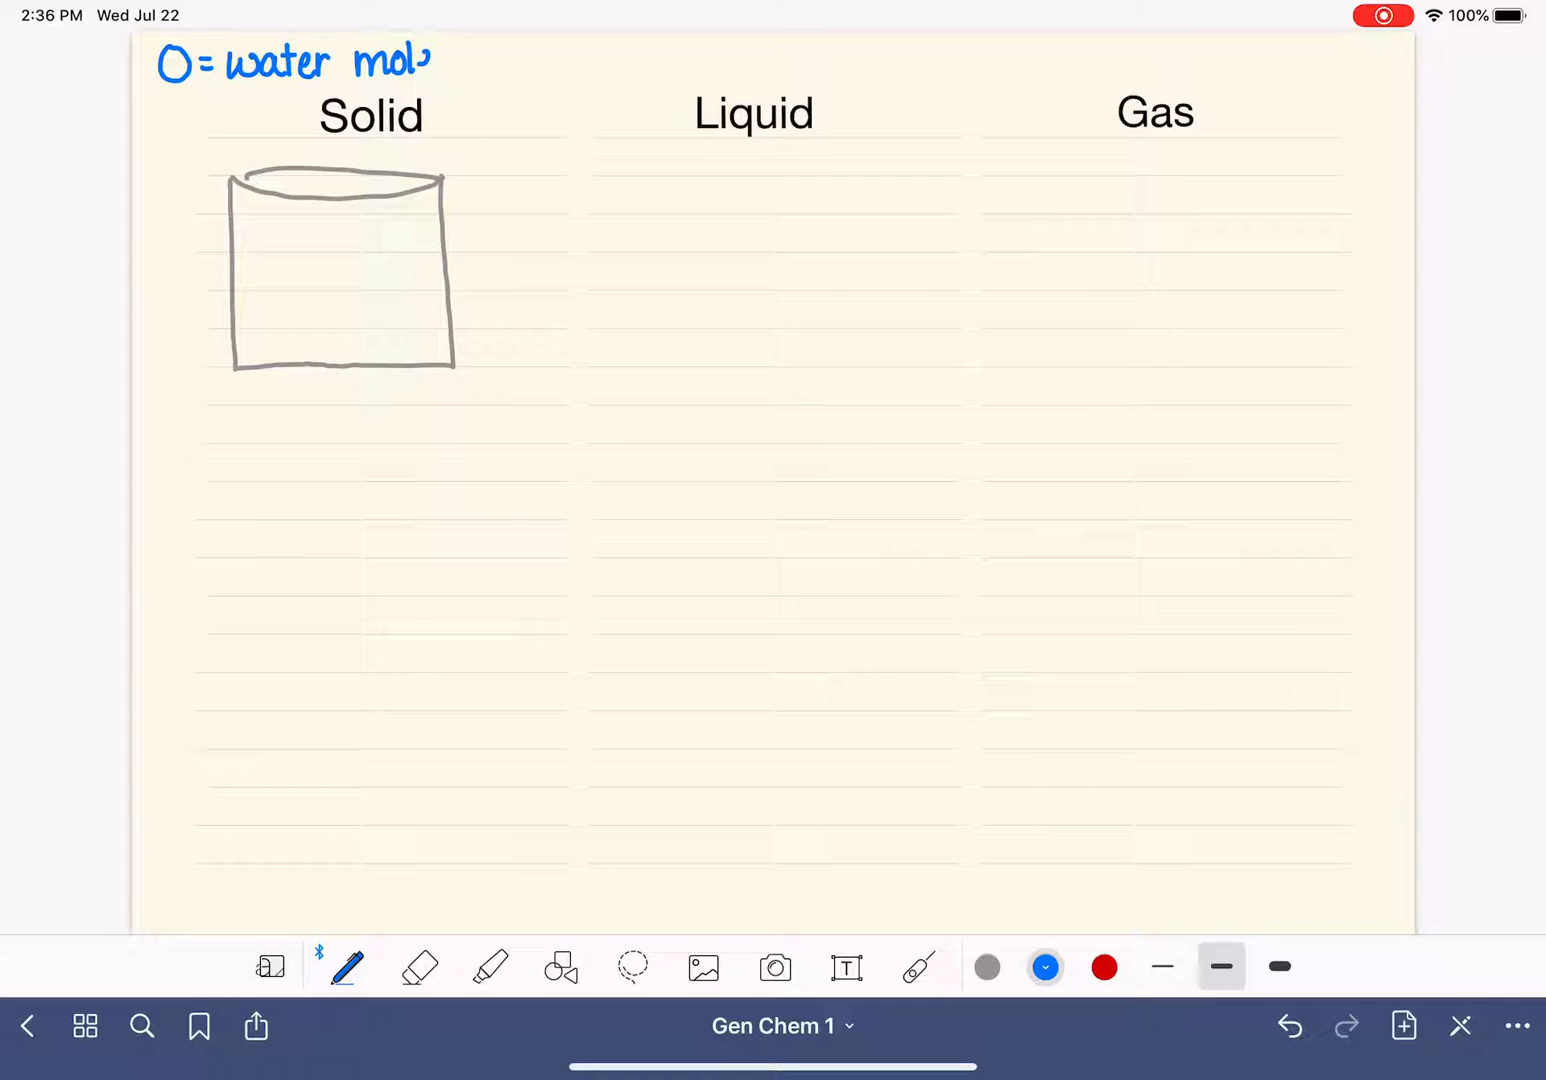 2:36 PM Wed Jul 22
100%
O = water mol
Solid Liquid Gas
Gen Chem 1